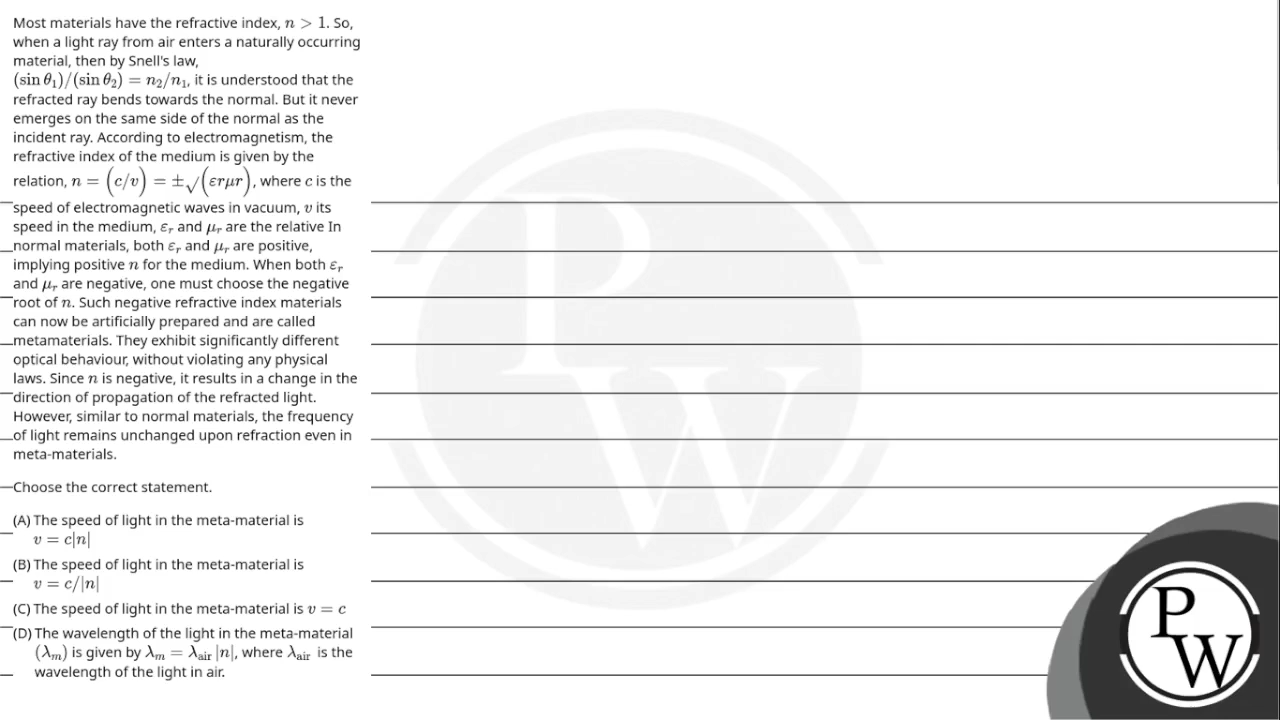 Most materials have the refractive index, n > 1. So,
when a light ray from air enters a naturally occurring
material, then by Snell's law,
(sin θ₁)/(sin θ₂) = n₂/n₁, it is understood that the
refracted ray bends towards the normal. But it never
emerges on the same side of the normal as the
incident ray. According to electromagnetism, the
refractive index of the medium is given by the
relation, n = (c/v) = ±√(εrμr), where c is the
speed of electromagnetic waves in vacuum, v its
speed in the medium, εᵣ and μᵣ are the relative In
normal materials, both εᵣ and μᵣ are positive,
implying positive n for the medium. When both εᵣ
and μᵣ are negative, one must choose the negative
root of n. Such negative refractive index materials
can now be artificially prepared and are called
metamaterials. They exhibit significantly different
optical behaviour, without violating any physical
laws. Since n is negative, it results in a change in the
direction of propagation of the refracted light.
However, similar to normal materials, the frequency
of light remains unchanged upon refraction even in
meta-materials.
Choose the correct statement.
(A) The speed of light in the meta-material is
v = c|n|
(B) The speed of light in the meta-material is
v = c/|n|
(C) The speed of light in the meta-material is v = c
(D) The wavelength of the light in the meta-material
(λₘ) is given by λₘ = λair |n|, where λair is the
wavelength of the light in air.
P
W
P
W